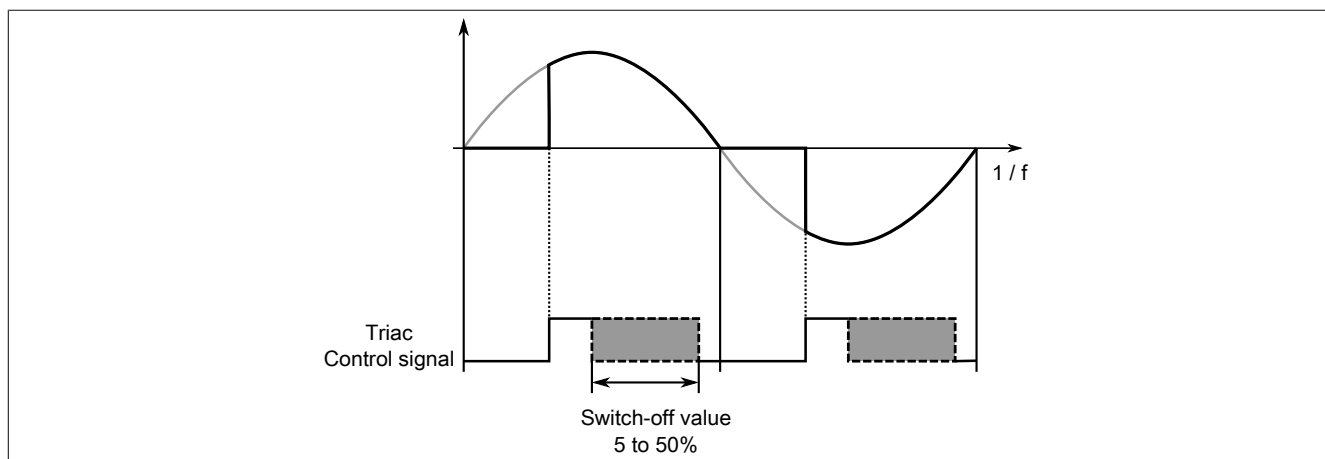 1 / f
Triac
Control signal
Switch-off value
5 to 50%